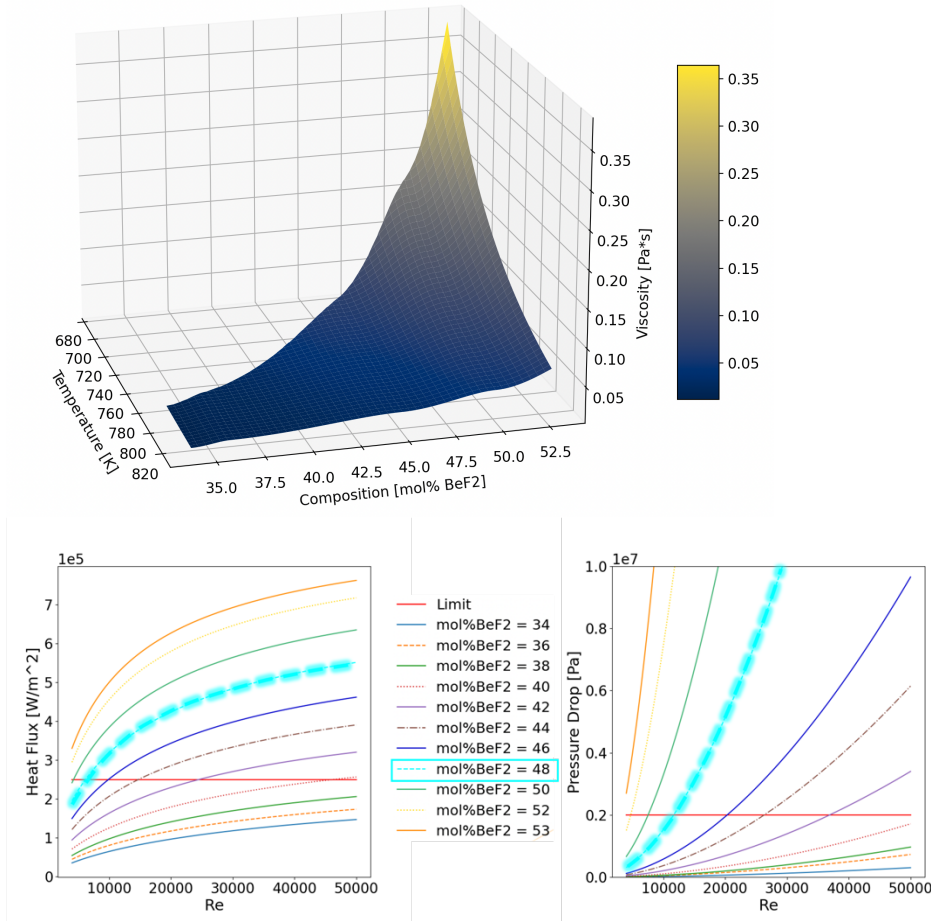 0.35
0.30
0.25
0.20
0.15
0.10
0.05
Viscosity [Pa*s]
0.35
0.30
0.25
0.20
0.15
0.10
0.05
680
700
720
740
760
780
800
820
Temperature [K]
35.0
37.5
40.0
42.5
45.0
47.5
50.0
52.5
Composition [mol% BeF2]
1e5
7
6
5
4
3
2
1
0
Heat Flux [W/m^2]
10000 20000 30000 40000 50000
Re
Limit
mol%BeF2 = 34
mol%BeF2 = 36
mol%BeF2 = 38
mol%BeF2 = 40
mol%BeF2 = 42
mol%BeF2 = 44
mol%BeF2 = 46
mol%BeF2 = 48
mol%BeF2 = 50
mol%BeF2 = 52
mol%BeF2 = 53
1e7
1.0
0.8
0.6
0.4
0.2
0.0
Pressure Drop [Pa]
10000 20000 30000 40000 50000
Re